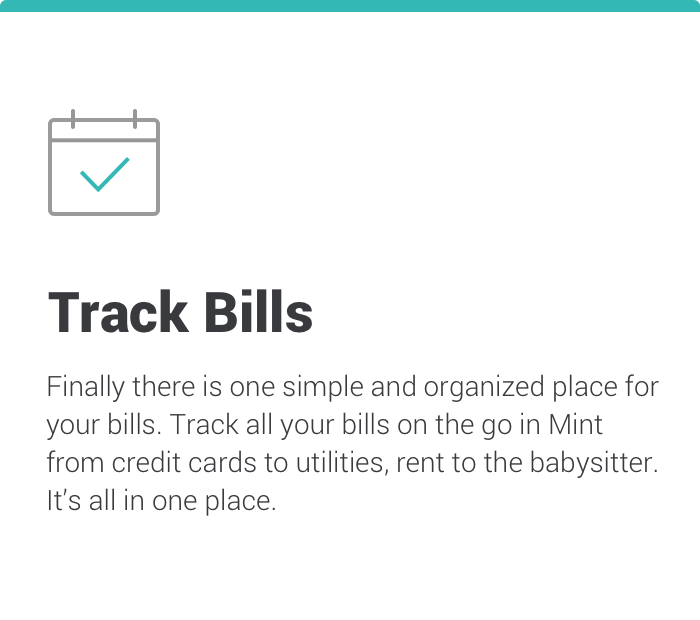 Track Bills
Finally there is one simple and organized place for
your bills. Track all your bills on the go in Mint
from credit cards to utilities, rent to the babysitter.
It’s all in one place.